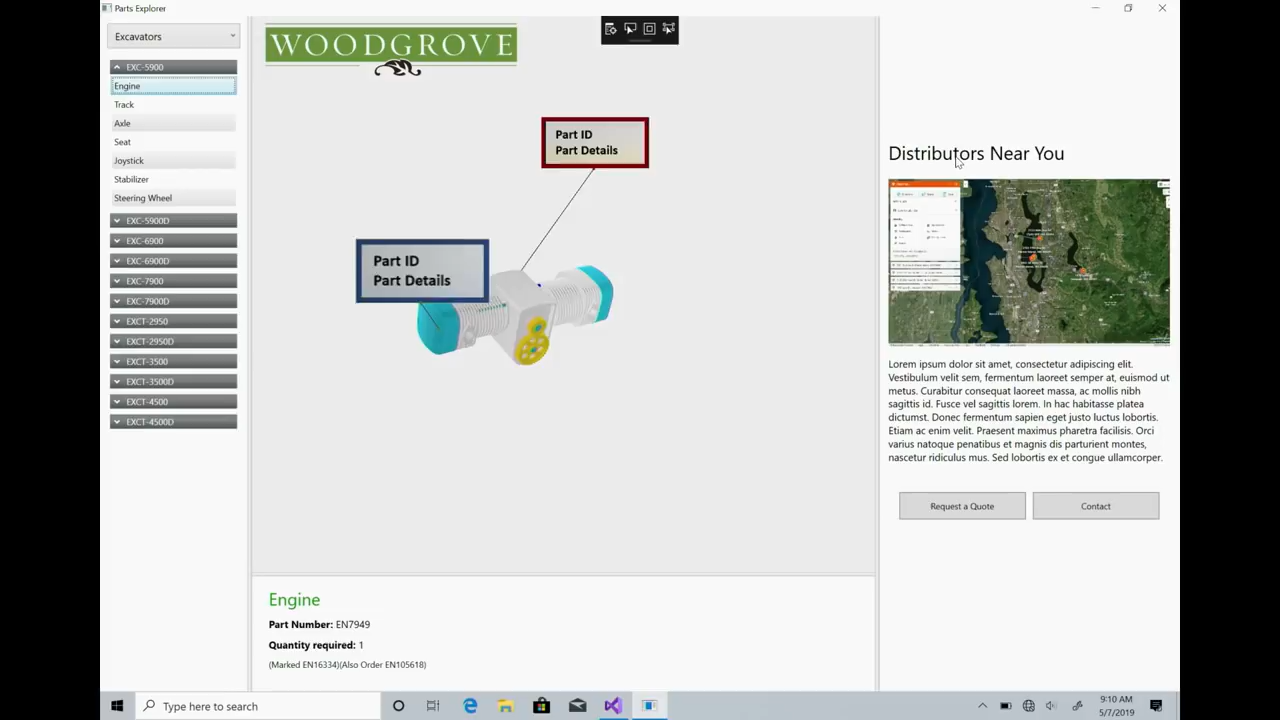 Parts Explorer
Excavators
EXC-5900
Engine
Track
Axle
Seat
Joystick
Stabilizer
Steering Wheel
EXC-5900D
EXC-6900
EXC-6900D
EXC-7900
EXC-7900D
EXCT-2950
EXCT-2950D
EXCT-3500
EXCT-3500D
EXCT-4500
EXCT-4500D
WOODGROVE
Part ID
Part Details
Part ID
Part Details
Engine
Part Number: EN7949
Quantity required: 1
(Marked EN16334)(Also Order EN105618)
Distributors Near You
Lorem ipsum dolor sit amet, consectetur adipiscing elit.
Vestibulum velit sem, fermentum laoreet semper at, euismod ut
metus. Curabitur consequat laoreet massa, ac mollis nibh
sagittis id. Fusce vel sagittis lorem. In hac habitasse platea
dictumst. Donec fermentum sapien eget justo luctus lobortis.
Etiam ac enim velit. Praesent maximus pharetra facilisis. Orci
varius natoque penatibus et magnis dis parturient montes,
nascetur ridiculus mus. Sed lobortis ex et congue ullamcorper.
Request a Quote
Contact
Type here to search
9:10 AM
5/7/2019